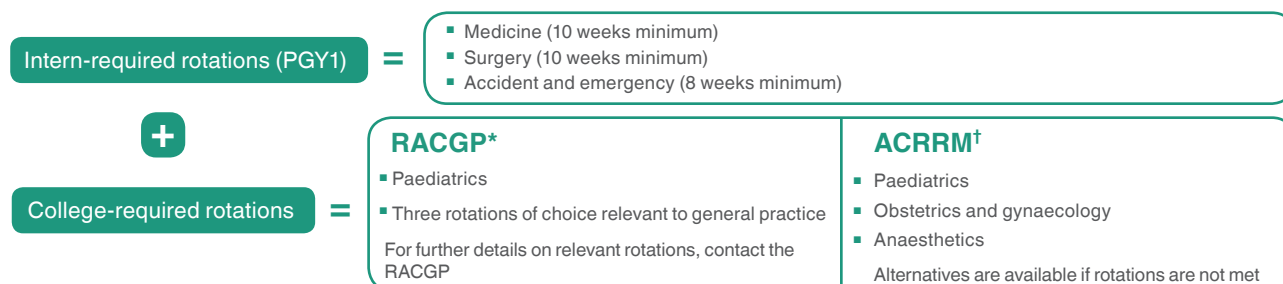 Intern-required rotations (PGY1)
=
▪ Medicine (10 weeks minimum)
▪ Surgery (10 weeks minimum)
▪ Accident and emergency (8 weeks minimum)
+
College-required rotations
=
RACGP*
▪ Paediatrics
▪ Three rotations of choice relevant to general practice
For further details on relevant rotations, contact the
RACGP
ACRRM†
▪ Paediatrics
▪ Obstetrics and gynaecology
▪ Anaesthetics
Alternatives are available if rotations are not met